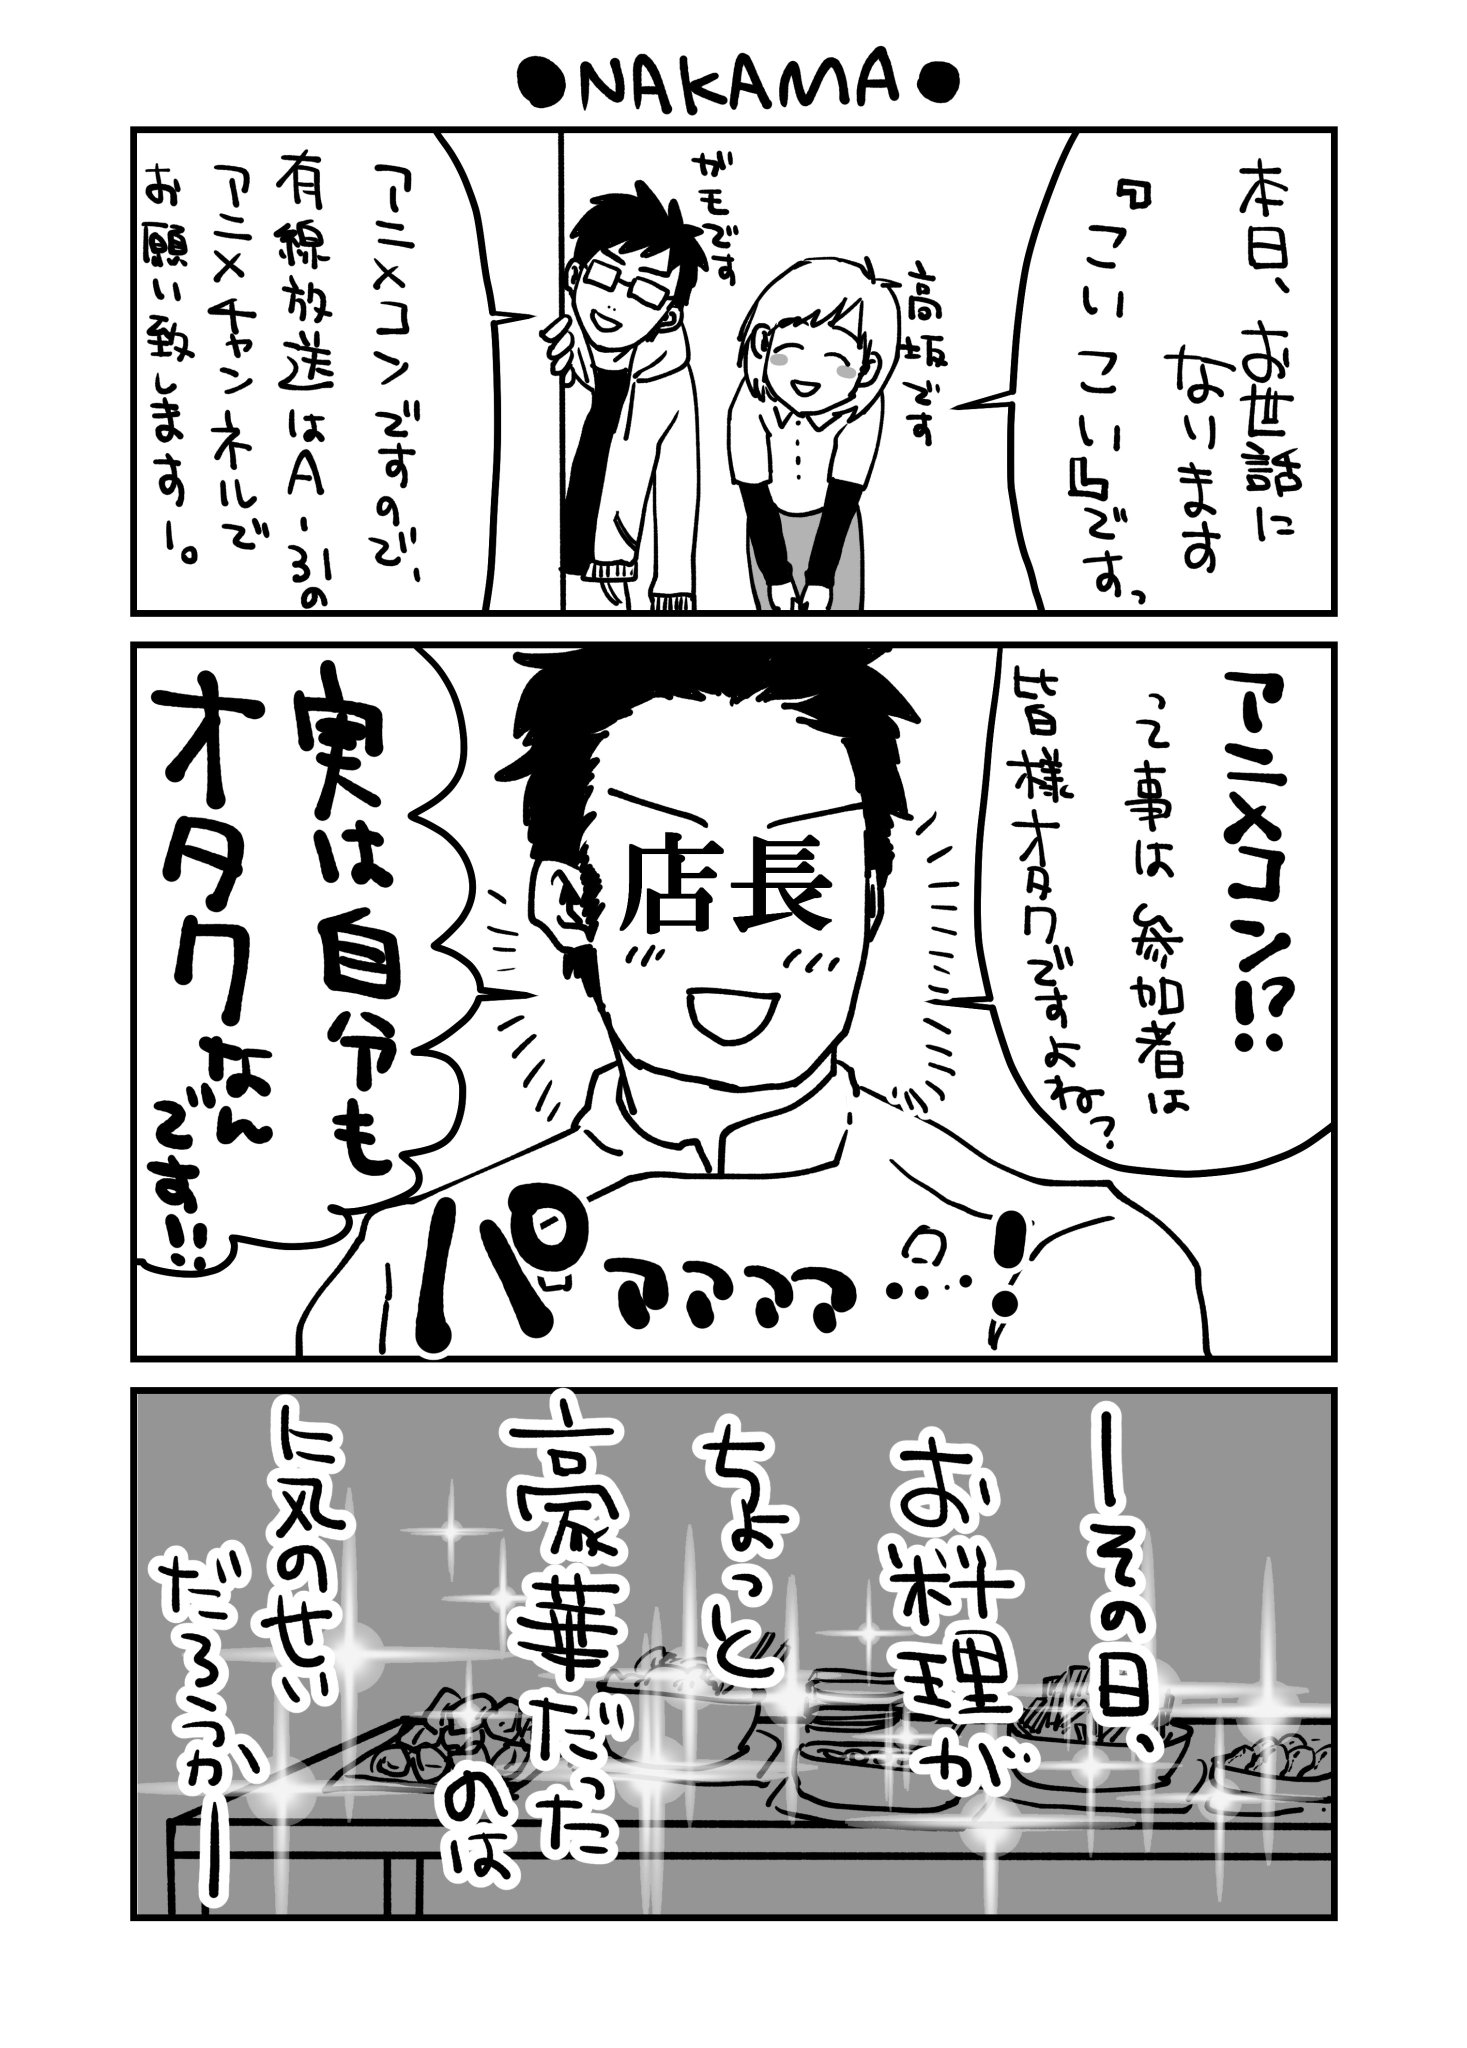 ●NAKAMA●
本日、お世話に
なります
『こいこい』です。
高坂です
がモです
アニメコンですので、
有線放送はA-31の
アニメチャンネルで
お願い致しますー。
アニメコン!?
って事は参加者は
皆様オタクですよね?
店長
実は自分も
オタクなん
です!!
パァァァァ……!
ーその日、
お料理が
ちょっと
豪華だった
のは
気のせい
だろうかー